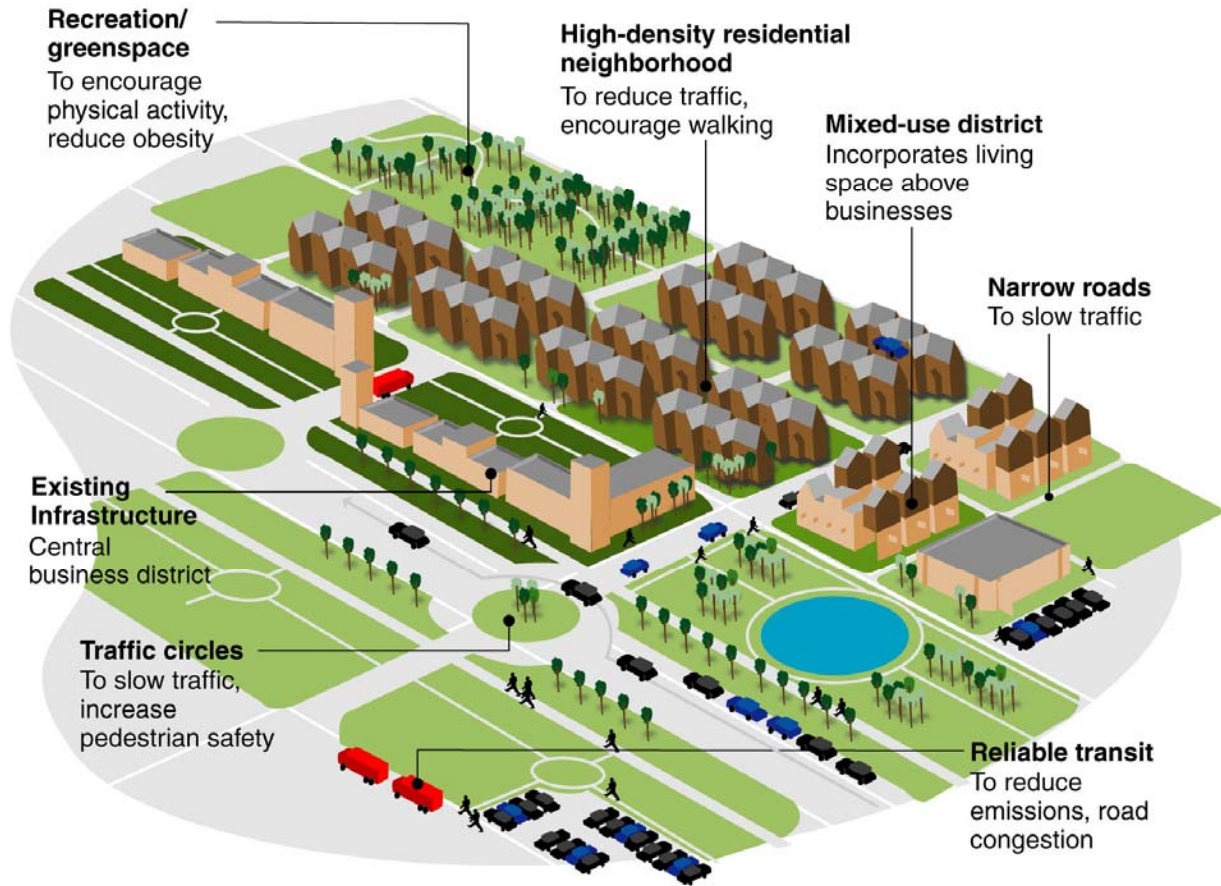 Recreation/
greenspace
To encourage
physical activity,
reduce obesity
High-density residential
neighborhood
To reduce traffic,
encourage walking
Mixed-use district
Incorporates living
space above
businesses
Narrow roads
To slow traffic
Existing
Infrastructure
Central
business district
Traffic circles
To slow traffic,
increase
pedestrian safety
Reliable transit
To reduce
emissions, road
congestion